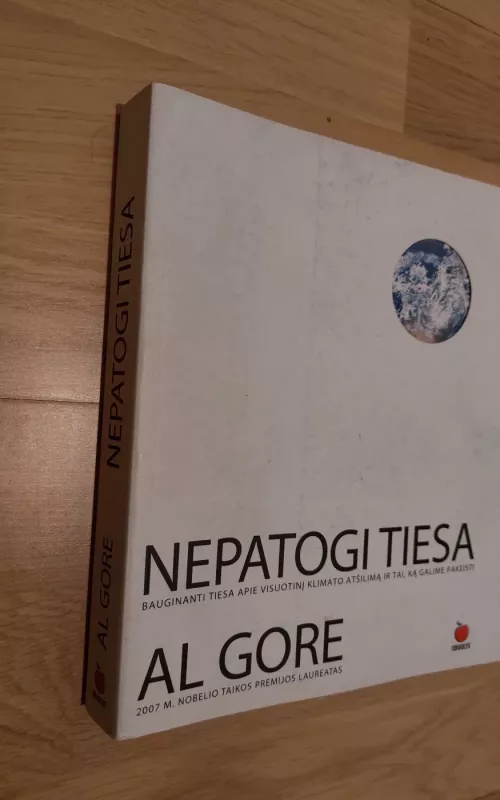 NEPATOGI TIESA
AL GORE
NEPATOGI TIESA
BAUGINANTI TIESA APIE VISUOTINĮ KLIMATO ATŠILIMĄ IR TAI, KĄ GALIME PAKEISTI
AL GORE
2007 M. NOBELIO TAIKOS PREMIJOS LAUREATAS
OBUOLYS